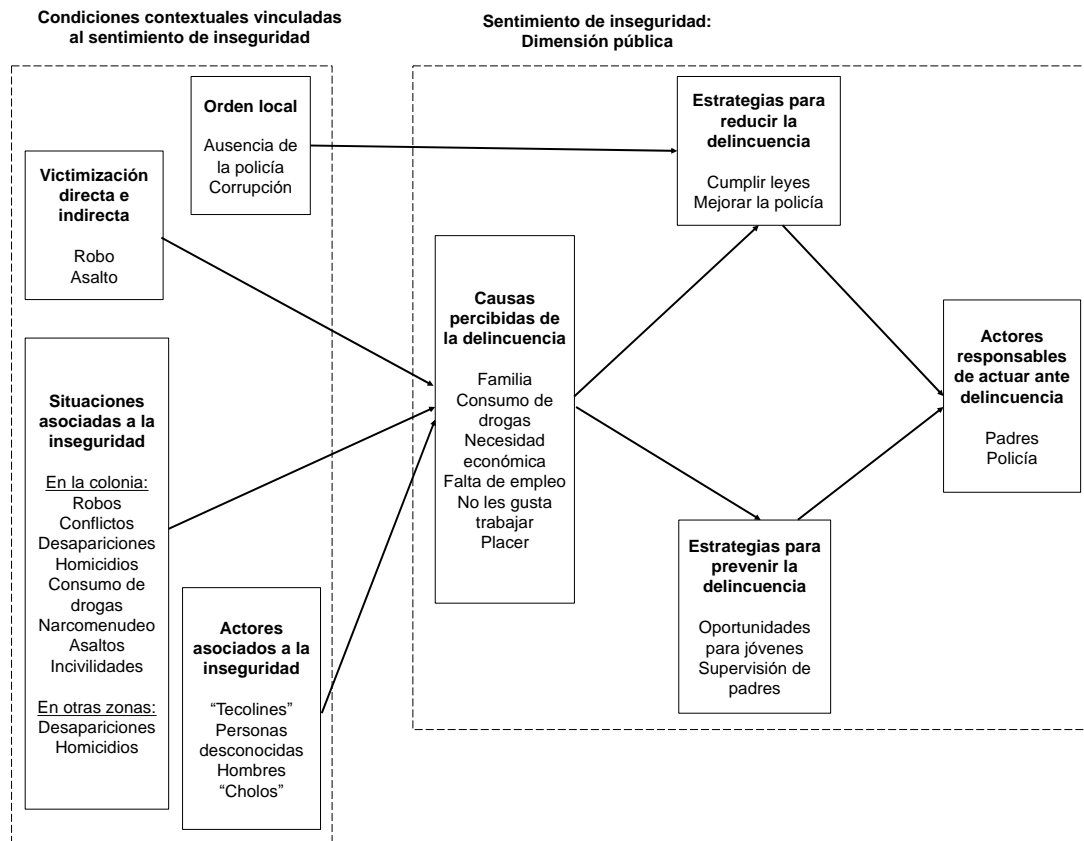 Condiciones contextuales vinculadas
al sentimiento de inseguridad
Sentimiento de inseguridad:
Dimensión pública
Orden local
Ausencia de
la policía
Corrupción
Victimización
directa e
indirecta
Robo
Asalto
Situaciones
asociadas a la
inseguridad
En la colonia:
Robos
Conflictos
Desapariciones
Homicidios
Consumo de
drogas
Narcomenudeo
Asaltos
Incivilidades
En otras zonas:
Desapariciones
Homicidios
Actores
asociados a la
inseguridad
“Tecolines”
Personas
desconocidas
Hombres
“Cholos”
Causas
percibidas de
la delincuencia
Familia
Consumo de
drogas
Necesidad
económica
Falta de empleo
No les gusta
trabajar
Placer
Estrategias para
reducir la
delincuencia
Cumplir leyes
Mejorar la policía
Estrategias para
prevenir la
delincuencia
Oportunidades
para jóvenes
Supervisión de
padres
Actores
responsables
de actuar ante
delincuencia
Padres
Policía